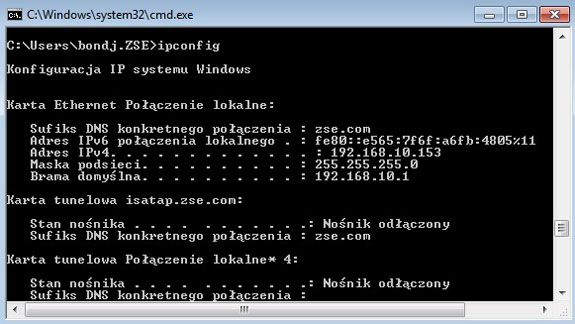 C:\Windows\system32\cmd.exe
C:\Users\bondj.ZSE>ipconfig
Konfiguracja IP systemu Windows
Karta Ethernet Połączenie lokalne:
Sufiks DNS konkretnego połączenia : zse.com
Adres IPv6 połączenia lokalnego . : fe80::e565:7f6f:a6fb:4805%11
Adres IPv4. . . . . . . . . . . . . : 192.168.10.153
Maska podsieci. . . . . . . . . . : 255.255.255.0
Brama domyślna. . . . . . . . . . : 192.168.10.1
Karta tunelowa isatap.zse.com:
Stan nośnika . . . . . . . . . . .: Nośnik odłączony
Sufiks DNS konkretnego połączenia : zse.com
Karta tunelowa Połączenie lokalne* 4:
Stan nośnika . . . . . . . . . . .: Nośnik odłączony
Sufiks DNS konkretnego połączenia :